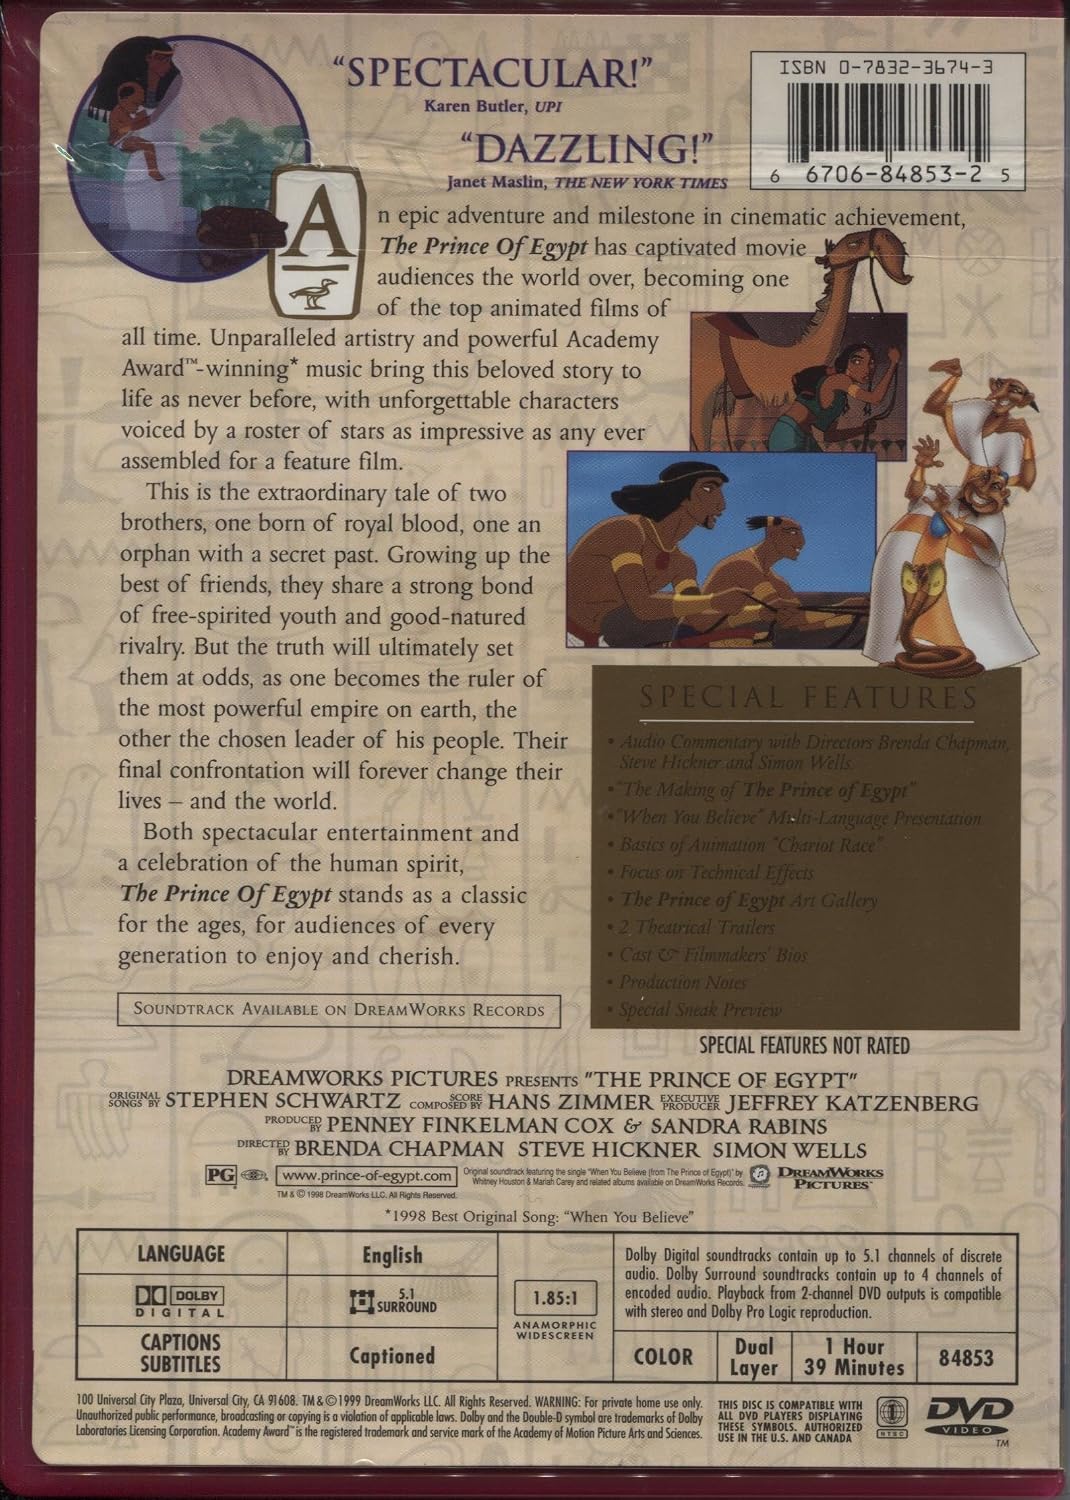 "SPECTACULAR!"
Karen Butler, UPI
"DAZZLING!"
Janet Maslin, THE NEW YORK TIMES
ISBN 0-7832-3674-3
6 6706-84853-2 5
An epic adventure and milestone in cinematic achievement,
The Prince Of Egypt has captivated movie
audiences the world over, becoming one
of the top animated films of
all time. Unparalleled artistry and powerful Academy
Award™-winning* music bring this beloved story to
life as never before, with unforgettable characters
voiced by a roster of stars as impressive as any ever
assembled for a feature film.
This is the extraordinary tale of two
brothers, one born of royal blood, one an
orphan with a secret past. Growing up the
best of friends, they share a strong bond
of free-spirited youth and good-natured
rivalry. But the truth will ultimately set
them at odds, as one becomes the ruler of
the most powerful empire on earth, the
other the chosen leader of his people. Their
final confrontation will forever change their
lives – and the world.
Both spectacular entertainment and
a celebration of the human spirit,
The Prince Of Egypt stands as a classic
for the ages, for audiences of every
generation to enjoy and cherish.
SOUNDTRACK AVAILABLE ON DREAMWORKS RECORDS
SPECIAL FEATURES
• Audio Commentary with Directors Brenda Chapman,
Steve Hickner and Simon Wells
• "The Making of The Prince of Egypt"
• "When You Believe" Multi-Language Presentation
• Basics of Animation "Chariot Race"
• Focus on Technical Effects
• The Prince of Egypt Art Gallery
• 2 Theatrical Trailers
• Cast & Filmmakers' Bios
• Production Notes
• Special Sneak Preview
SPECIAL FEATURES NOT RATED
DREAMWORKS PICTURES PRESENTS "THE PRINCE OF EGYPT"
ORIGINAL SONGS BY STEPHEN SCHWARTZ SCORE COMPOSED BY HANS ZIMMER EXECUTIVE PRODUCER JEFFREY KATZENBERG
PRODUCED BY PENNEY FINKELMAN COX & SANDRA RABINS
DIRECTED BY BRENDA CHAPMAN STEVE HICKNER SIMON WELLS
PG www.prince-of-egypt.com
Original soundtrack featuring the single "When You Believe (from The Prince of Egypt)" by
Whitney Houston & Mariah Carey and related albums available on DreamWorks Records.
DREAMWORKS
PICTURES™
TM & © 1998 DreamWorks LLC. All Rights Reserved.
*1998 Best Original Song: "When You Believe"
LANGUAGE English
DOLBY DIGITAL 5.1 SURROUND
CAPTIONS SUBTITLES Captioned
1.85:1
ANAMORPHIC
WIDESCREEN
Dolby Digital soundtracks contain up to 5.1 channels of discrete
audio. Dolby Surround soundtracks contain up to 4 channels of
encoded audio. Playback from 2-channel DVD outputs is compatible
with stereo and Dolby Pro Logic reproduction.
COLOR Dual Layer 1 Hour 39 Minutes 84853
100 Universal City Plaza, Universal City, CA 91608. TM & © 1999 DreamWorks LLC. All Rights Reserved. WARNING: For private home use only.
Unauthorized public performance, broadcasting or copying is a violation of applicable laws. Dolby and the Double-D symbol are trademarks of Dolby
Laboratories Licensing Corporation. Academy Award™ is the registered trademark and service mark of the Academy of Motion Picture Arts and Sciences.
THIS DISC IS COMPATIBLE WITH
ALL DVD PLAYERS DISPLAYING
THESE SYMBOLS. AUTHORIZED
USE IN THE U.S. AND CANADA
1
NTSC
DVD
VIDEO
TM